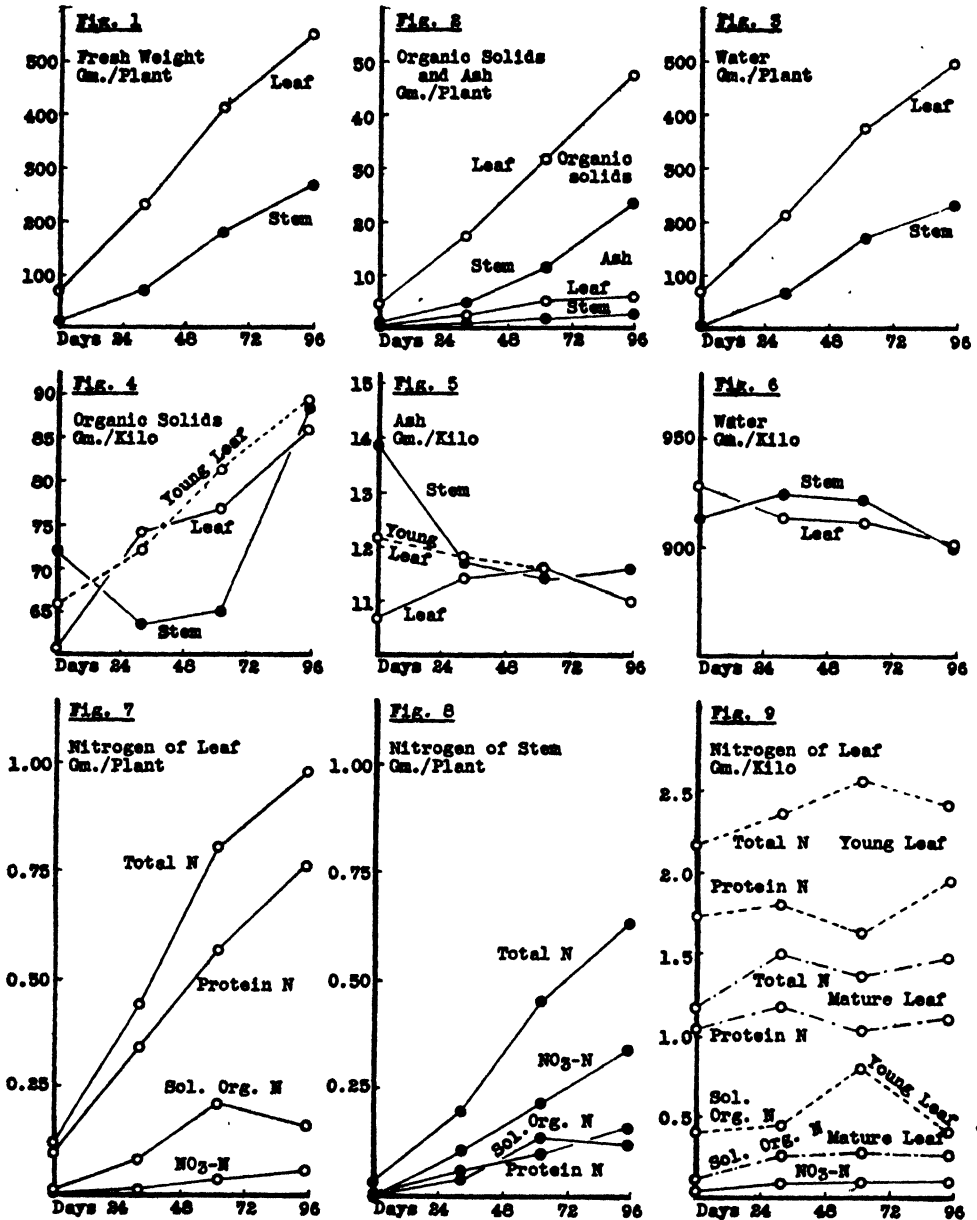 Fig. 1
Fresh Weight
Gm./Plant
500
400
300
200
100
Leaf
Stem
Days 24 48 72 96
Fig. 2
Organic Solids
and Ash
Gm./Plant
50
40
30
20
10
Leaf
Organic
solids
Stem
Ash
Leaf
Stem
Days 24 48 72 96
Fig. 3
Water
Gm./Plant
500
400
300
200
100
Leaf
Stem
Days 24 48 72 96
Fig. 4
Organic Solids
Gm./Kilo
90
85
80
75
70
65
Young Leaf
Leaf
Stem
Days 24 48 72 96
Fig. 5
Ash
Gm./Kilo
15
14
13
12
11
Stem
Young
Leaf
Leaf
Days 24 48 72 96
Fig. 6
Water
Gm./Kilo
950
900
Stem
Leaf
Days 24 48 72 96
Fig. 7
Nitrogen of Leaf
Gm./Plant
1.00
0.75
0.50
0.25
Total N
Protein N
Sol. Org. N
NO3-N
Days 24 48 72 96
Fig. 8
Nitrogen of Stem
Gm./Plant
1.00
0.75
0.50
0.25
Total N
NO3-N
Sol. Org. N
Protein N
Days 24 48 72 96
Fig. 9
Nitrogen of Leaf
Gm./Kilo
2.5
2.0
1.5
1.0
0.5
Total N Young Leaf
Protein N
Total N
Mature Leaf
Protein N
Young Leaf
Sol.
Org. N
Sol. Org. N
Mature Leaf
NO3-N
Days 24 48 72 96